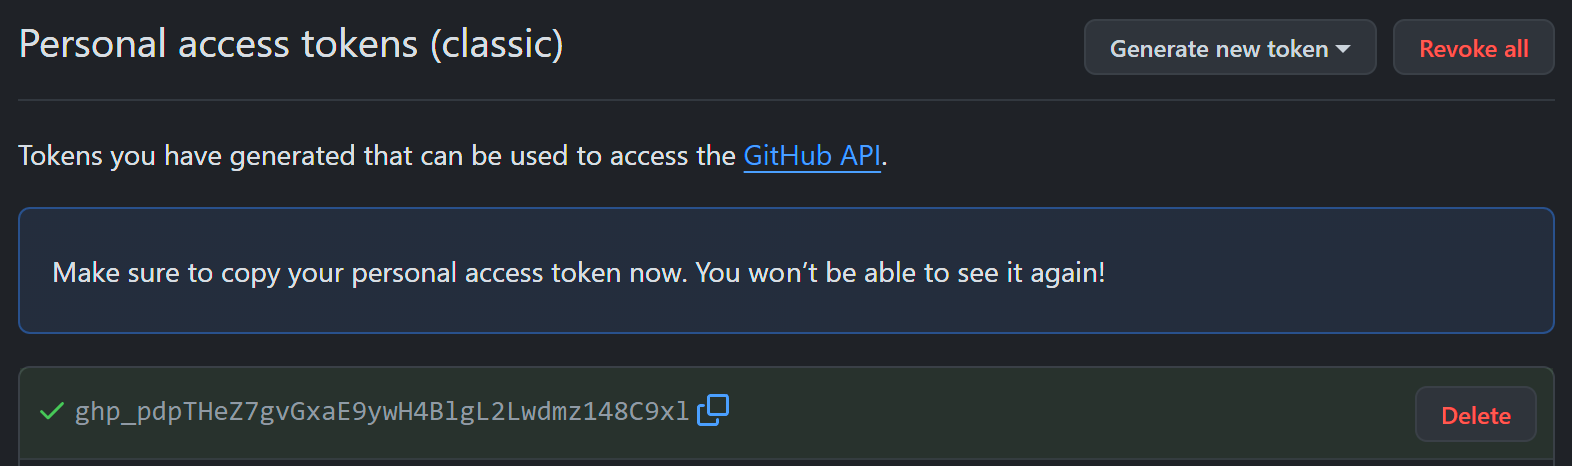 Personal access tokens (classic)
Generate new token
Revoke all
Tokens you have generated that can be used to access the GitHub API.
Make sure to copy your personal access token now. You won’t be able to see it again!
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
Delete